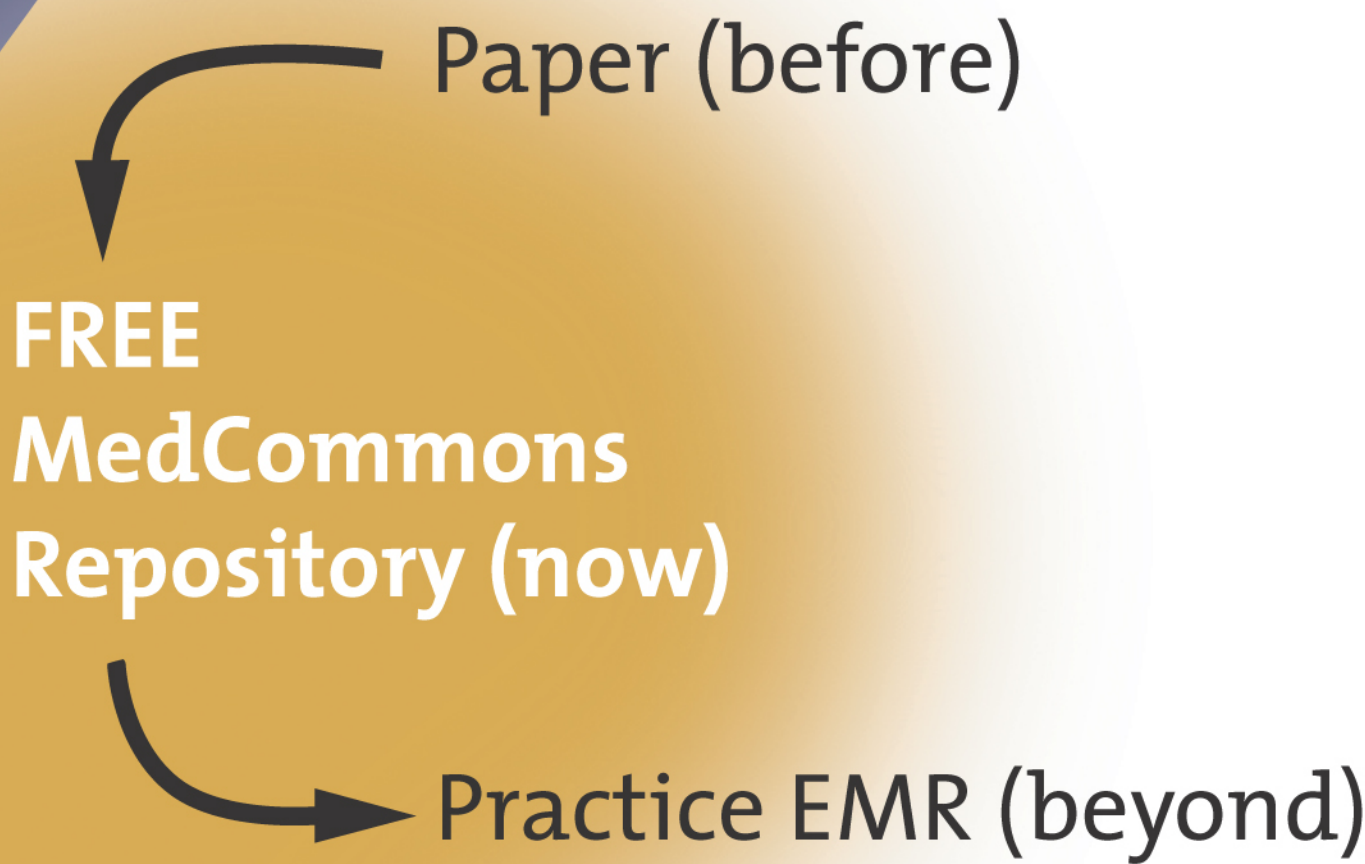 Paper (before)
FREE
MedCommons
Repository (now)
Practice EMR (beyond)